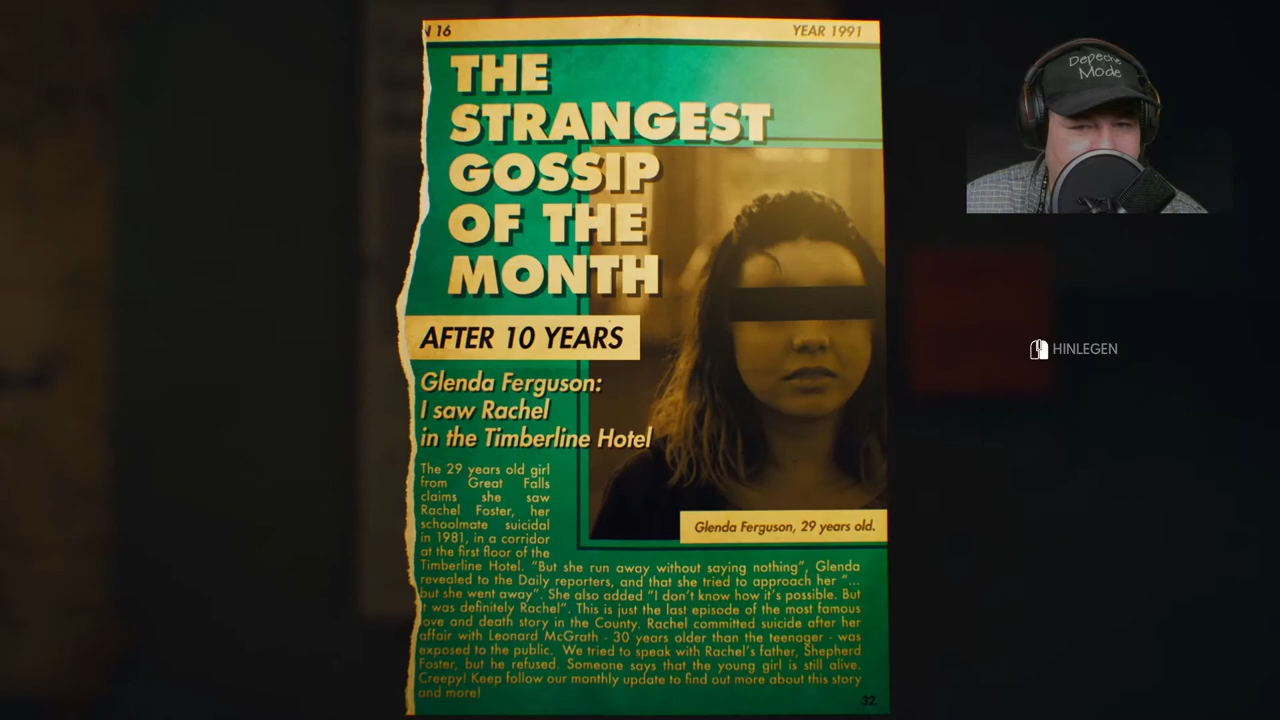 N 16
YEAR 1991
THE
STRANGEST
GOSSIP
OF THE
MONTH
AFTER 10 YEARS
Glenda Ferguson:
I saw Rachel
in the Timberline Hotel
The 29 years old girl
from Great Falls
claims she saw
Rachel Foster, her
schoolmate suicidal
in 1981, in a corridor
at the first floor of the
Timberline Hotel. "But she run away without saying nothing", Glenda
revealed to the Daily reporters, and that she tried to approach her "...
but she went away". She also added "I don't know how it's possible. But
it was definitely Rachel". This is just the last episode of the most famous
love and death story in the County. Rachel committed suicide after her
affair with Leonard McGrath - 30 years older than the teenager - was
exposed to the public. We tried to speak with Rachel's father, Shepherd
Foster, but he refused. Someone says that the young girl is still alive.
Creepy! Keep follow our monthly update to find out more about this story
and more!
Glenda Ferguson, 29 years old.
32
Depeche
Mode
HINLEGEN